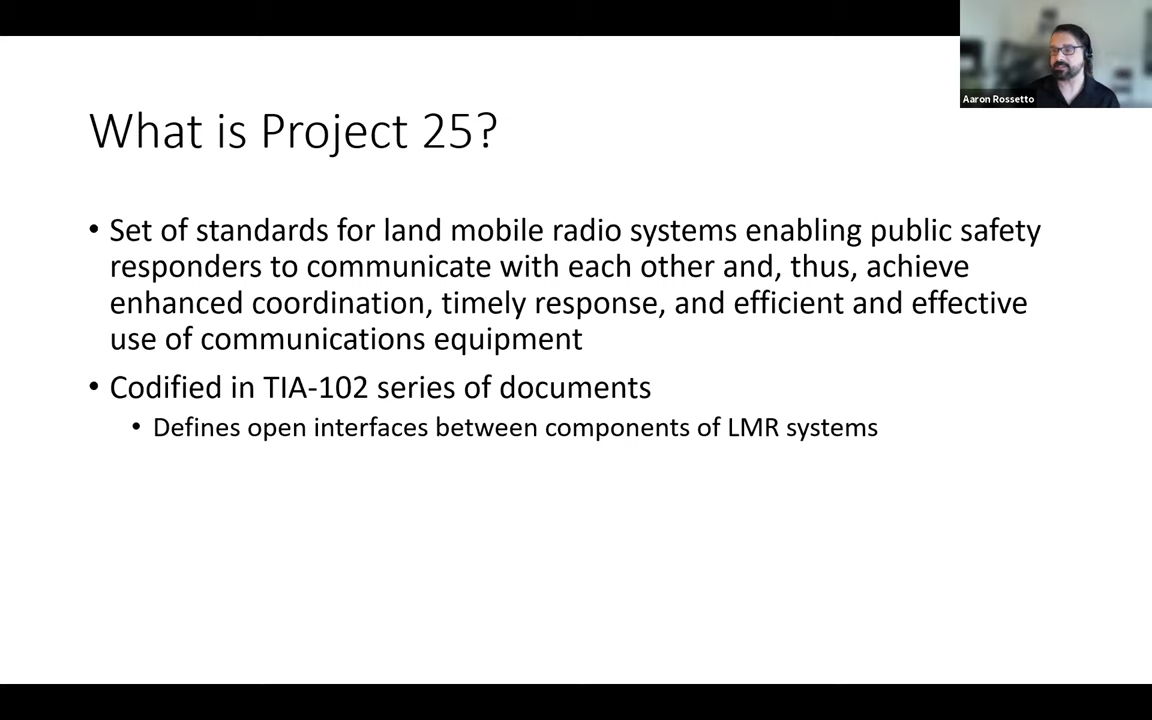 Aaron Rossetto
What is Project 25?
• Set of standards for land mobile radio systems enabling public safety
responders to communicate with each other and, thus, achieve
enhanced coordination, timely response, and efficient and effective
use of communications equipment
• Codified in TIA-102 series of documents
• Defines open interfaces between components of LMR systems